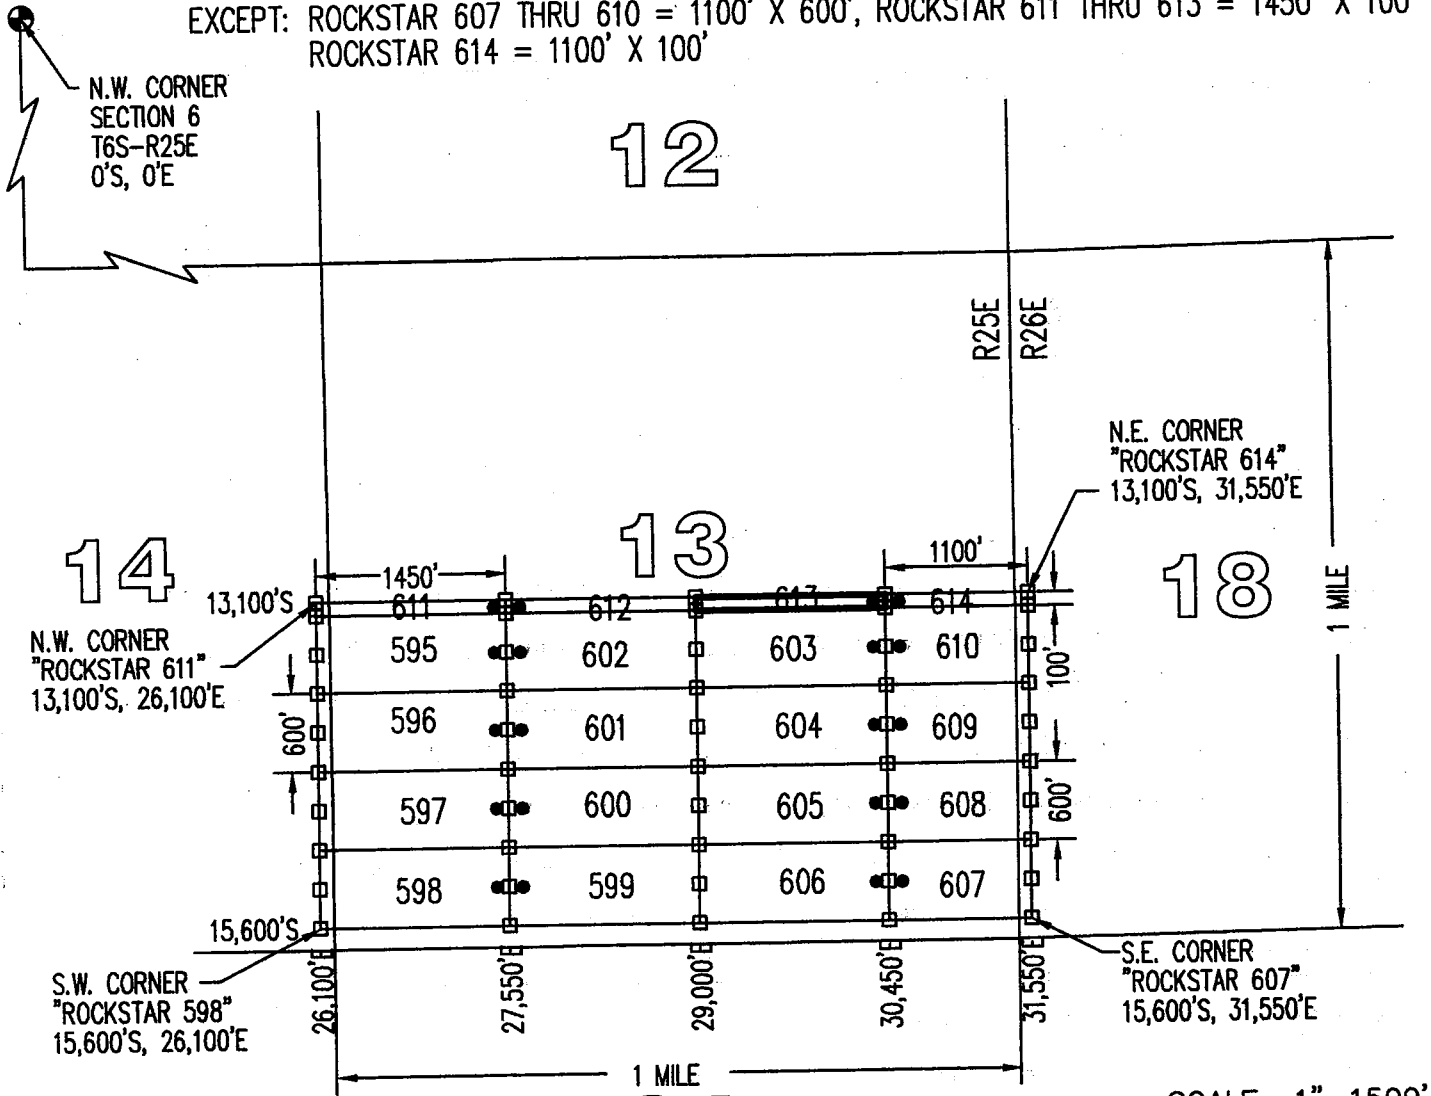 EXCEPT: ROCKSTAR 607 THRU 610 = 1100' X 600', ROCKSTAR 611 THRU 613 = 1450' X 100'
ROCKSTAR 614 = 1100' X 100'
N.W. CORNER
SECTION 6
T6S-R25E
0'S, 0'E
12
R25E
R26E
N.E. CORNER
"ROCKSTAR 614"
13,100'S, 31,550'E
14
13
18
1 MILE
1450'
1100'
13,100'S
611
612
613
614
N.W. CORNER
"ROCKSTAR 611"
13,100'S, 26,100'E
595
602
603
610
100'
600'
596
601
604
609
597
600
605
608
600'
598
599
606
607
15,600'S
S.W. CORNER
"ROCKSTAR 598"
15,600'S, 26,100'E
26,100'E
27,550'E
29,000'E
30,450'E
31,550'E
S.E. CORNER
"ROCKSTAR 607"
15,600'S, 31,550'E
1 MILE